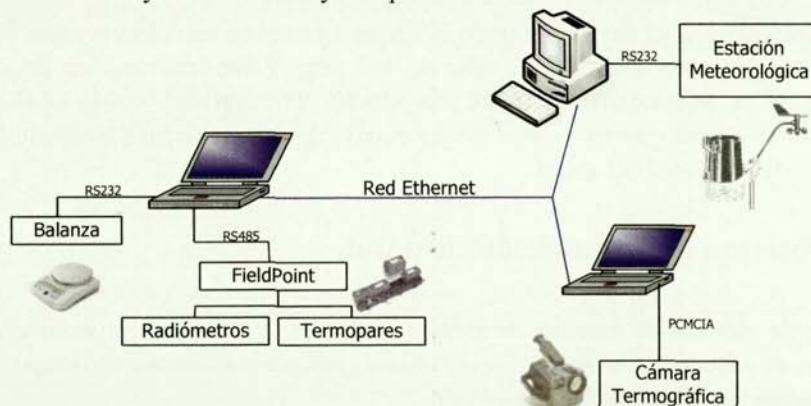 RS232
Estación
Meteorológica
Red Ethernet
RS232
Balanza
RS485
FieldPoint
Radiómetros
Termopares
PCMCIA
Cámara
Termográfica